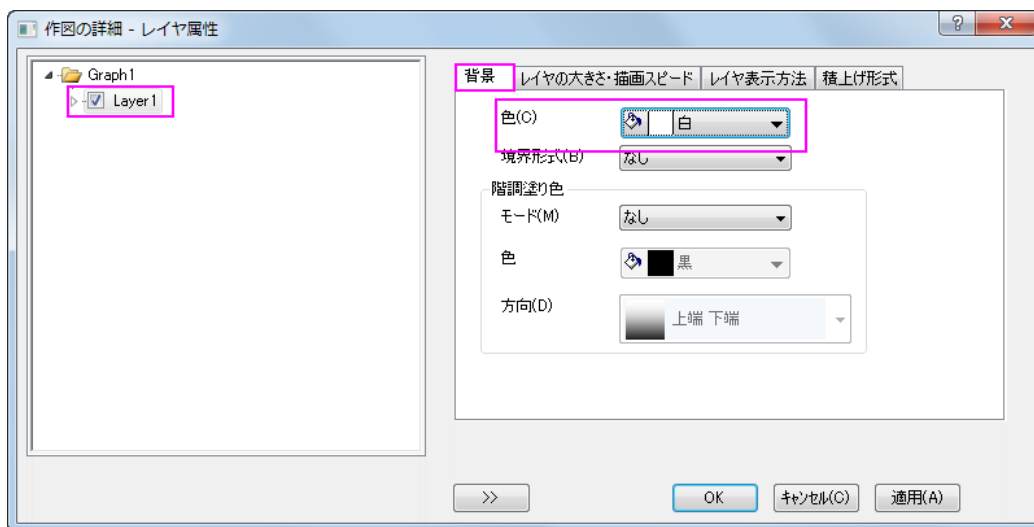 作図の詳細 - レイヤ属性
Graph1
Layer1
背景 レイヤの大きさ・描画スピード レイヤ表示方法 積上げ形式
色(C) 白
境界形式(B) なし
階調塗り色
モード(M) なし
色 黒
方向(D) 上端 下端
>> OK キャンセル(C) 適用(A)